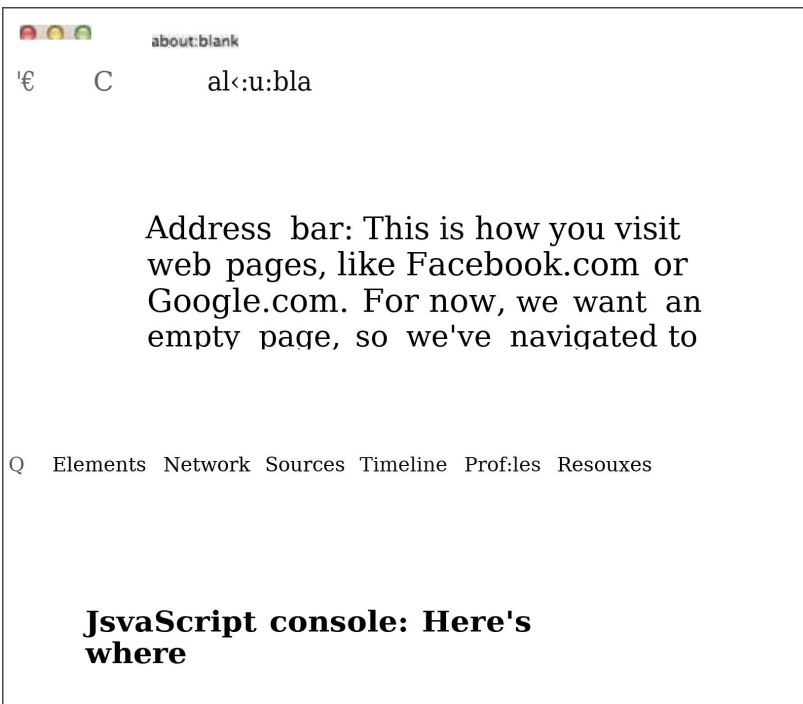 about:blank
'€ C al‹:u:bla
Address bar: This is how you visit
web pages, like Facebook.com or
Google.com. For now, we want an
empty page, so we've navigated to
Q Elements Network Sources Timeline Prof:les Resouxes
JsvaScript console: Here's
where